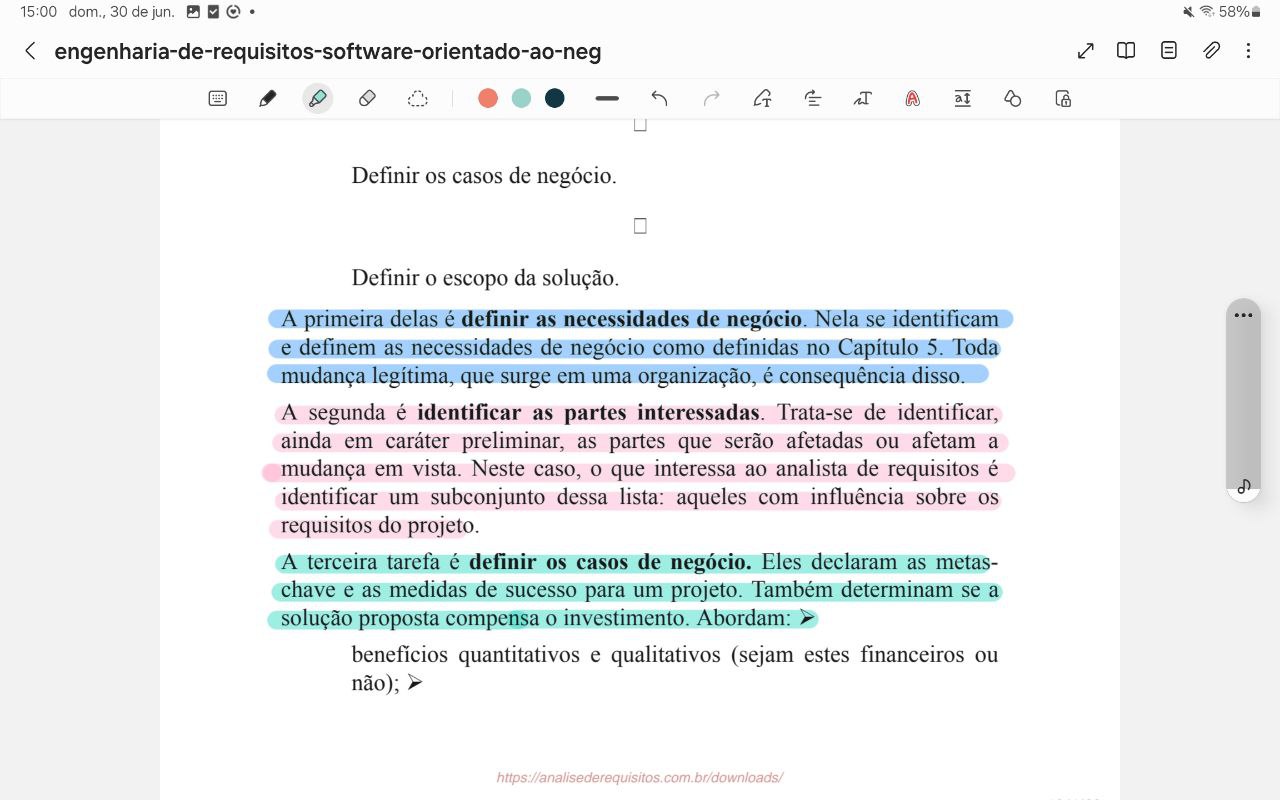 15:00 dom., 30 de jun.
58%
engenharia-de-requisitos-software-orientado-ao-neg
Definir os casos de negócio.
Definir o escopo da solução.
A primeira delas é definir as necessidades de negócio. Nela se identificam
e definem as necessidades de negócio como definidas no Capítulo 5. Toda
mudança legítima, que surge em uma organização, é consequência disso.
A segunda é identificar as partes interessadas. Trata-se de identificar,
ainda em caráter preliminar, as partes que serão afetadas ou afetam a
mudança em vista. Neste caso, o que interessa ao analista de requisitos é
identificar um subconjunto dessa lista: aqueles com influência sobre os
requisitos do projeto.
A terceira tarefa é definir os casos de negócio. Eles declaram as metas-
chave e as medidas de sucesso para um projeto. Também determinam se a
solução proposta compensa o investimento. Abordam: ➢
benefícios quantitativos e qualitativos (sejam estes financeiros ou
não); ➢
https://analisederequisitos.com.br/downloads/